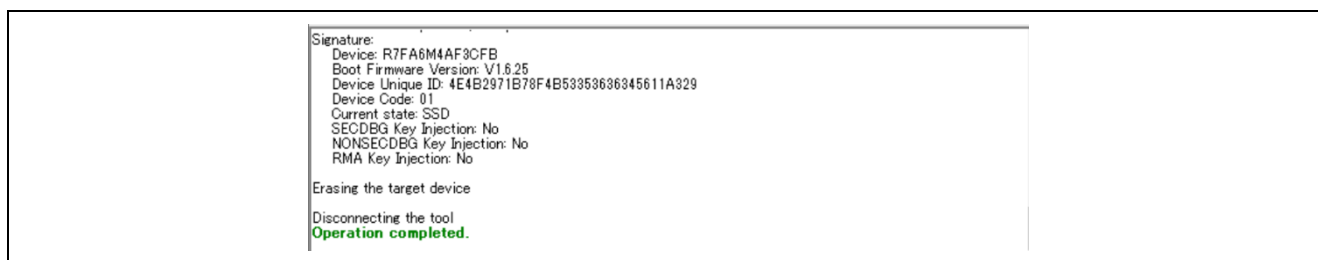 Signature:
Device: R7FA6M4AF3CFB
Boot Firmware Version: V1.6.25
Device Unique ID: 4E4B2971B78F4B53353636345611A329
Device Code: 01
Current state: SSD
SECDBG Key Injection: No
NONSECDBG Key Injection: No
RMA Key Injection: No
Erasing the target device
Disconnecting the tool
Operation completed.